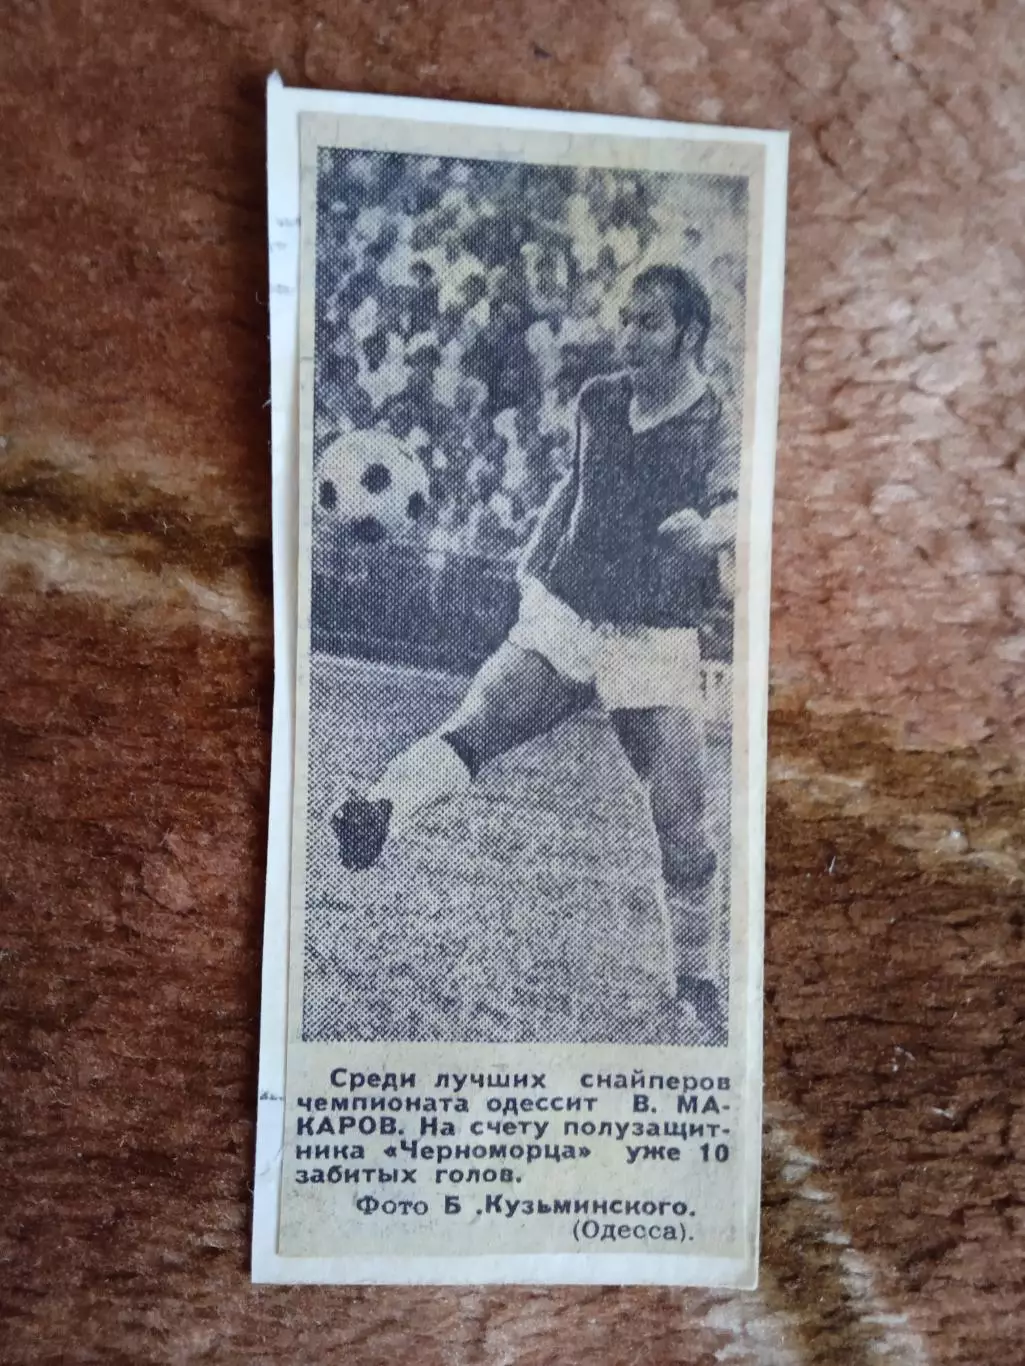 Среди лучших снайперов
чемпионата одессит В. МА-
КАРОВ. На счету полузащит-
ника «Черноморца» уже 10
забитых голов.
Фото Б .Кузьминского.
(Одесса).